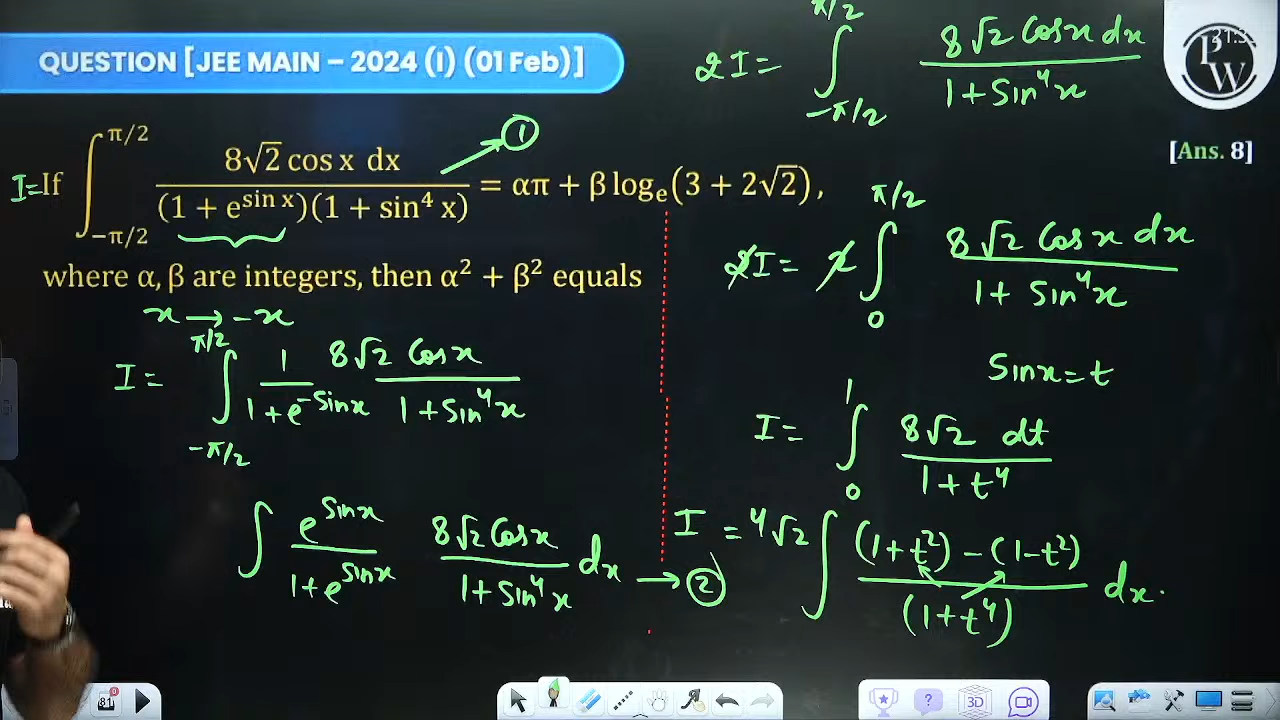 QUESTION [JEE MAIN – 2024 (I) (01 Feb)]
I=If ∫_{−π/2}^{π/2} 8√2 cos x dx / (1 + e^{sin x})(1 + sin⁴ x) = απ + β logₑ(3 + 2√2), → ①
where α, β are integers, then α² + β² equals
[Ans. 8]
x → −x
I = ∫_{−π/2}^{π/2} 1/(1+e^{−sinx}) 8√2 Cosx/(1+Sin⁴x)
∫ e^{Sinx}/(1+e^{Sinx}) 8√2 Cosx/(1+Sin⁴x) dx → ②
2I = ∫_{−π/2}^{π/2} 8√2 Cosx dx/(1+Sin⁴x)
2I = 2 ∫_{0}^{π/2} 8√2 Cosx dx/(1+Sin⁴x)
Sinx = t
I = ∫_{0}^{1} 8√2 dt/(1+t⁴)
I = 4√2 ∫ (1+t²) − (1−t²)/(1+t⁴) dx.
PW
31
3D